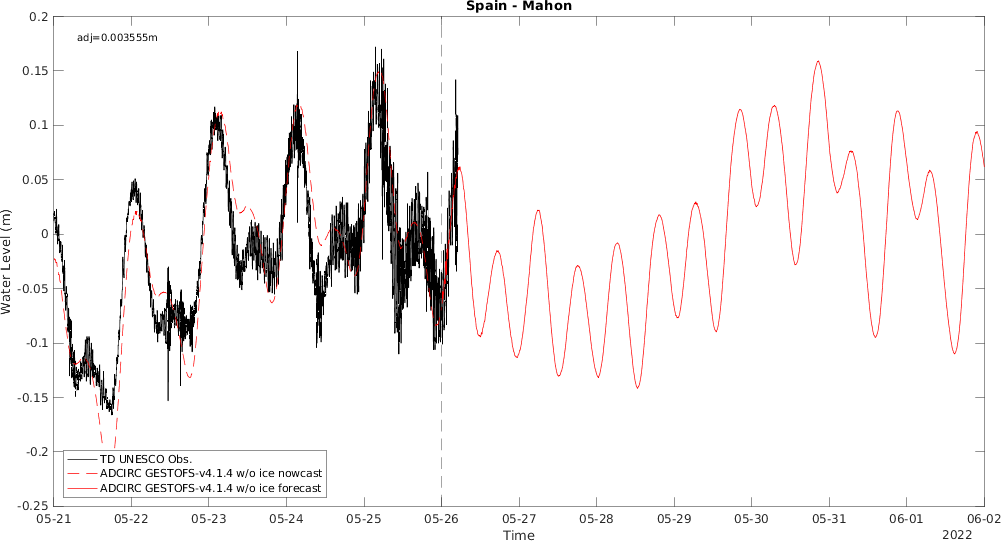 Spain - Mahon
adj=0.003555m
0.2
0.15
0.1
0.05
0
-0.05
-0.1
-0.15
-0.2
-0.25
Water Level (m)
TD UNESCO Obs.
ADCIRC GESTOFS-v4.1.4 w/o ice nowcast
ADCIRC GESTOFS-v4.1.4 w/o ice forecast
05-21 05-22 05-23 05-24 05-25 05-26 05-27 05-28 05-29 05-30 05-31 06-01 06-02
Time
2022